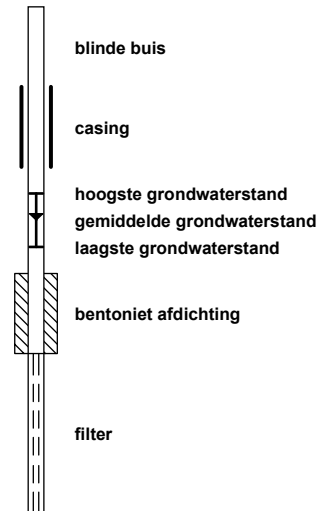 blinde buis
casing
hoogste grondwaterstand
gemiddelde grondwaterstand
laagste grondwaterstand
bentoniet afdichting
filter